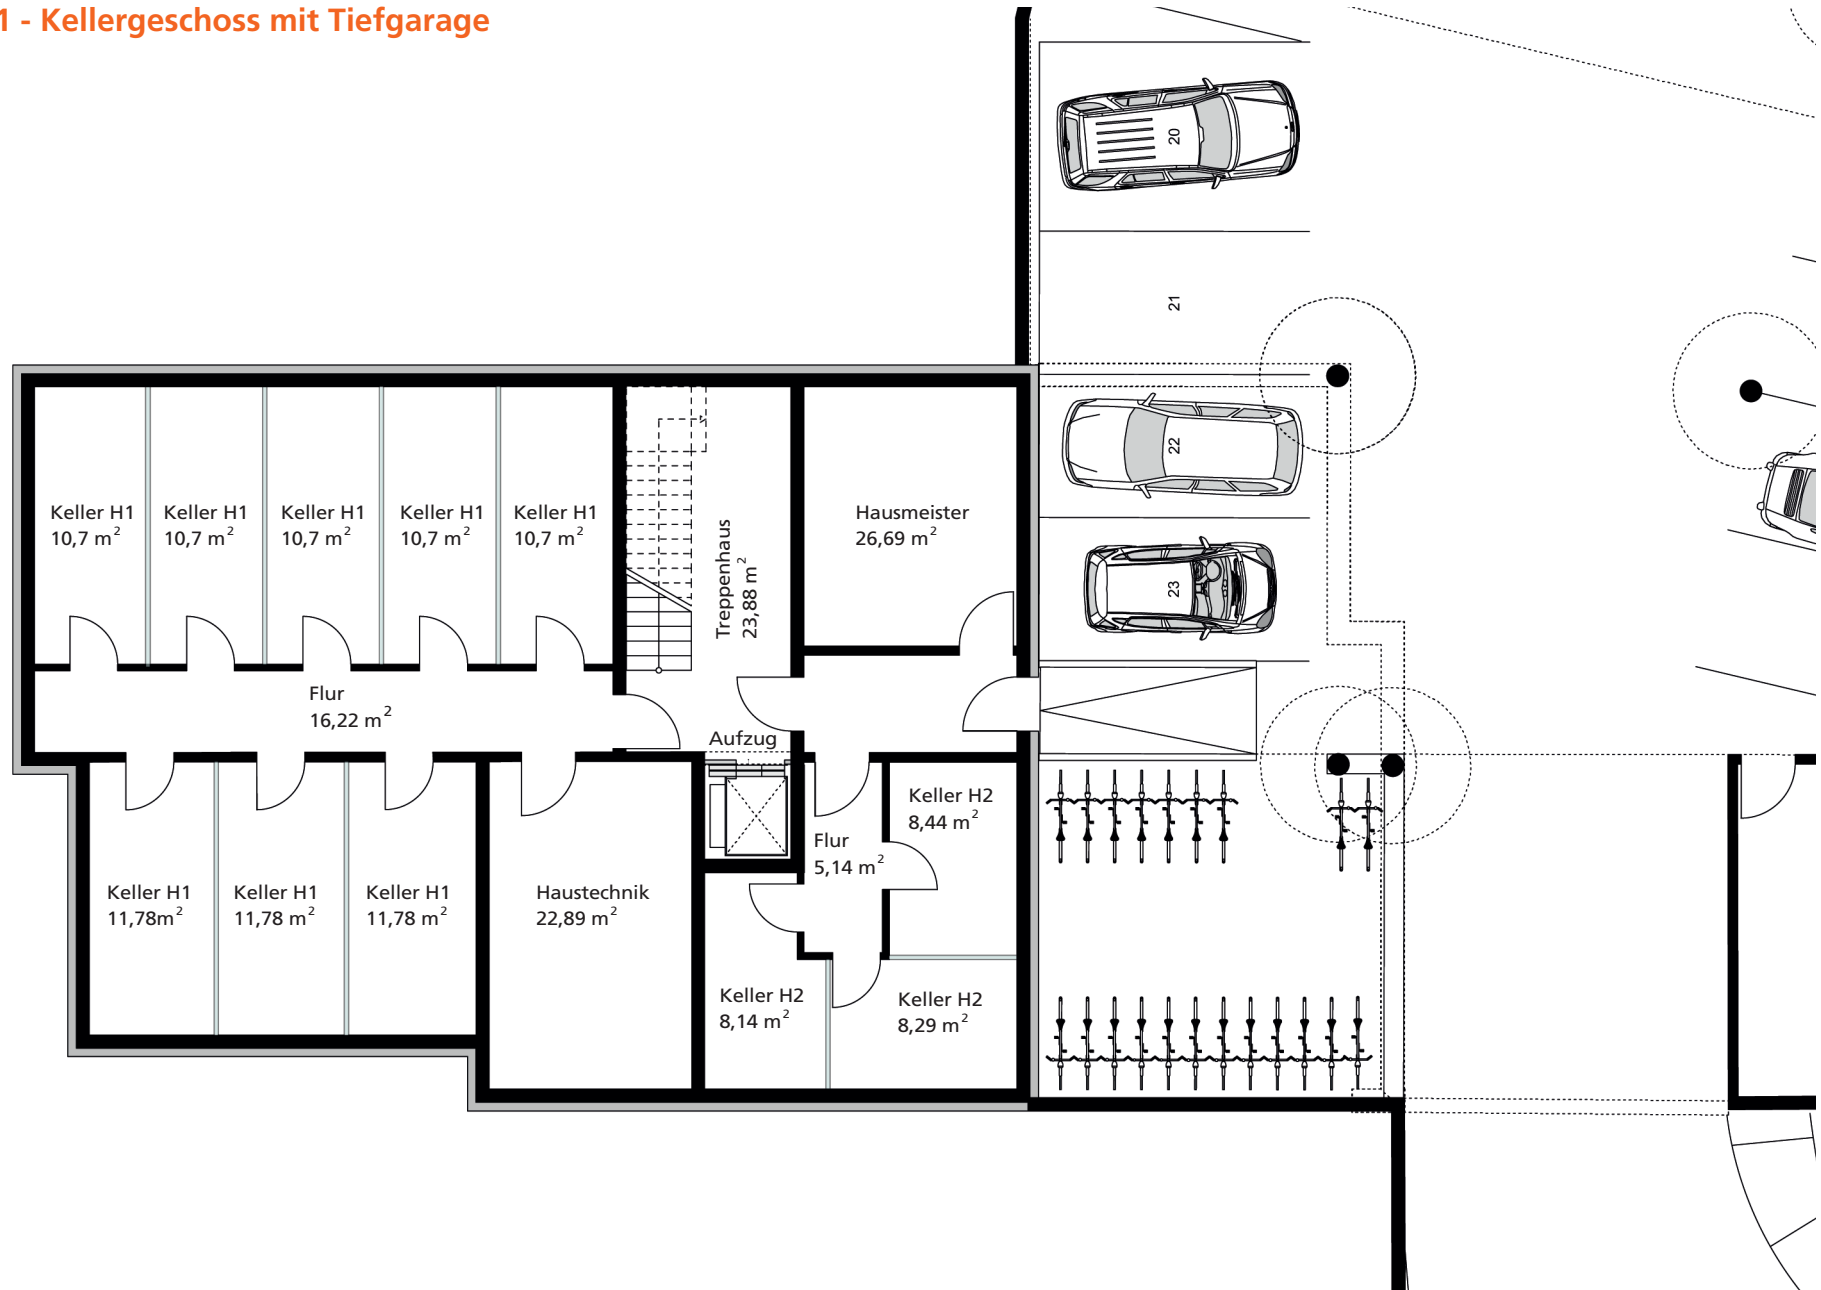 1 - Kellergeschoss mit Tiefgarage
20
21
22
23
Keller H1
10,7 m²
Keller H1
10,7 m²
Keller H1
10,7 m²
Keller H1
10,7 m²
Keller H1
10,7 m²
Treppenhaus
23,88 m²
Hausmeister
26,69 m²
Flur
16,22 m²
Aufzug
Keller H1
11,78m²
Keller H1
11,78 m²
Keller H1
11,78 m²
Haustechnik
22,89 m²
Flur
5,14 m²
Keller H2
8,44 m²
Keller H2
8,14 m²
Keller H2
8,29 m²